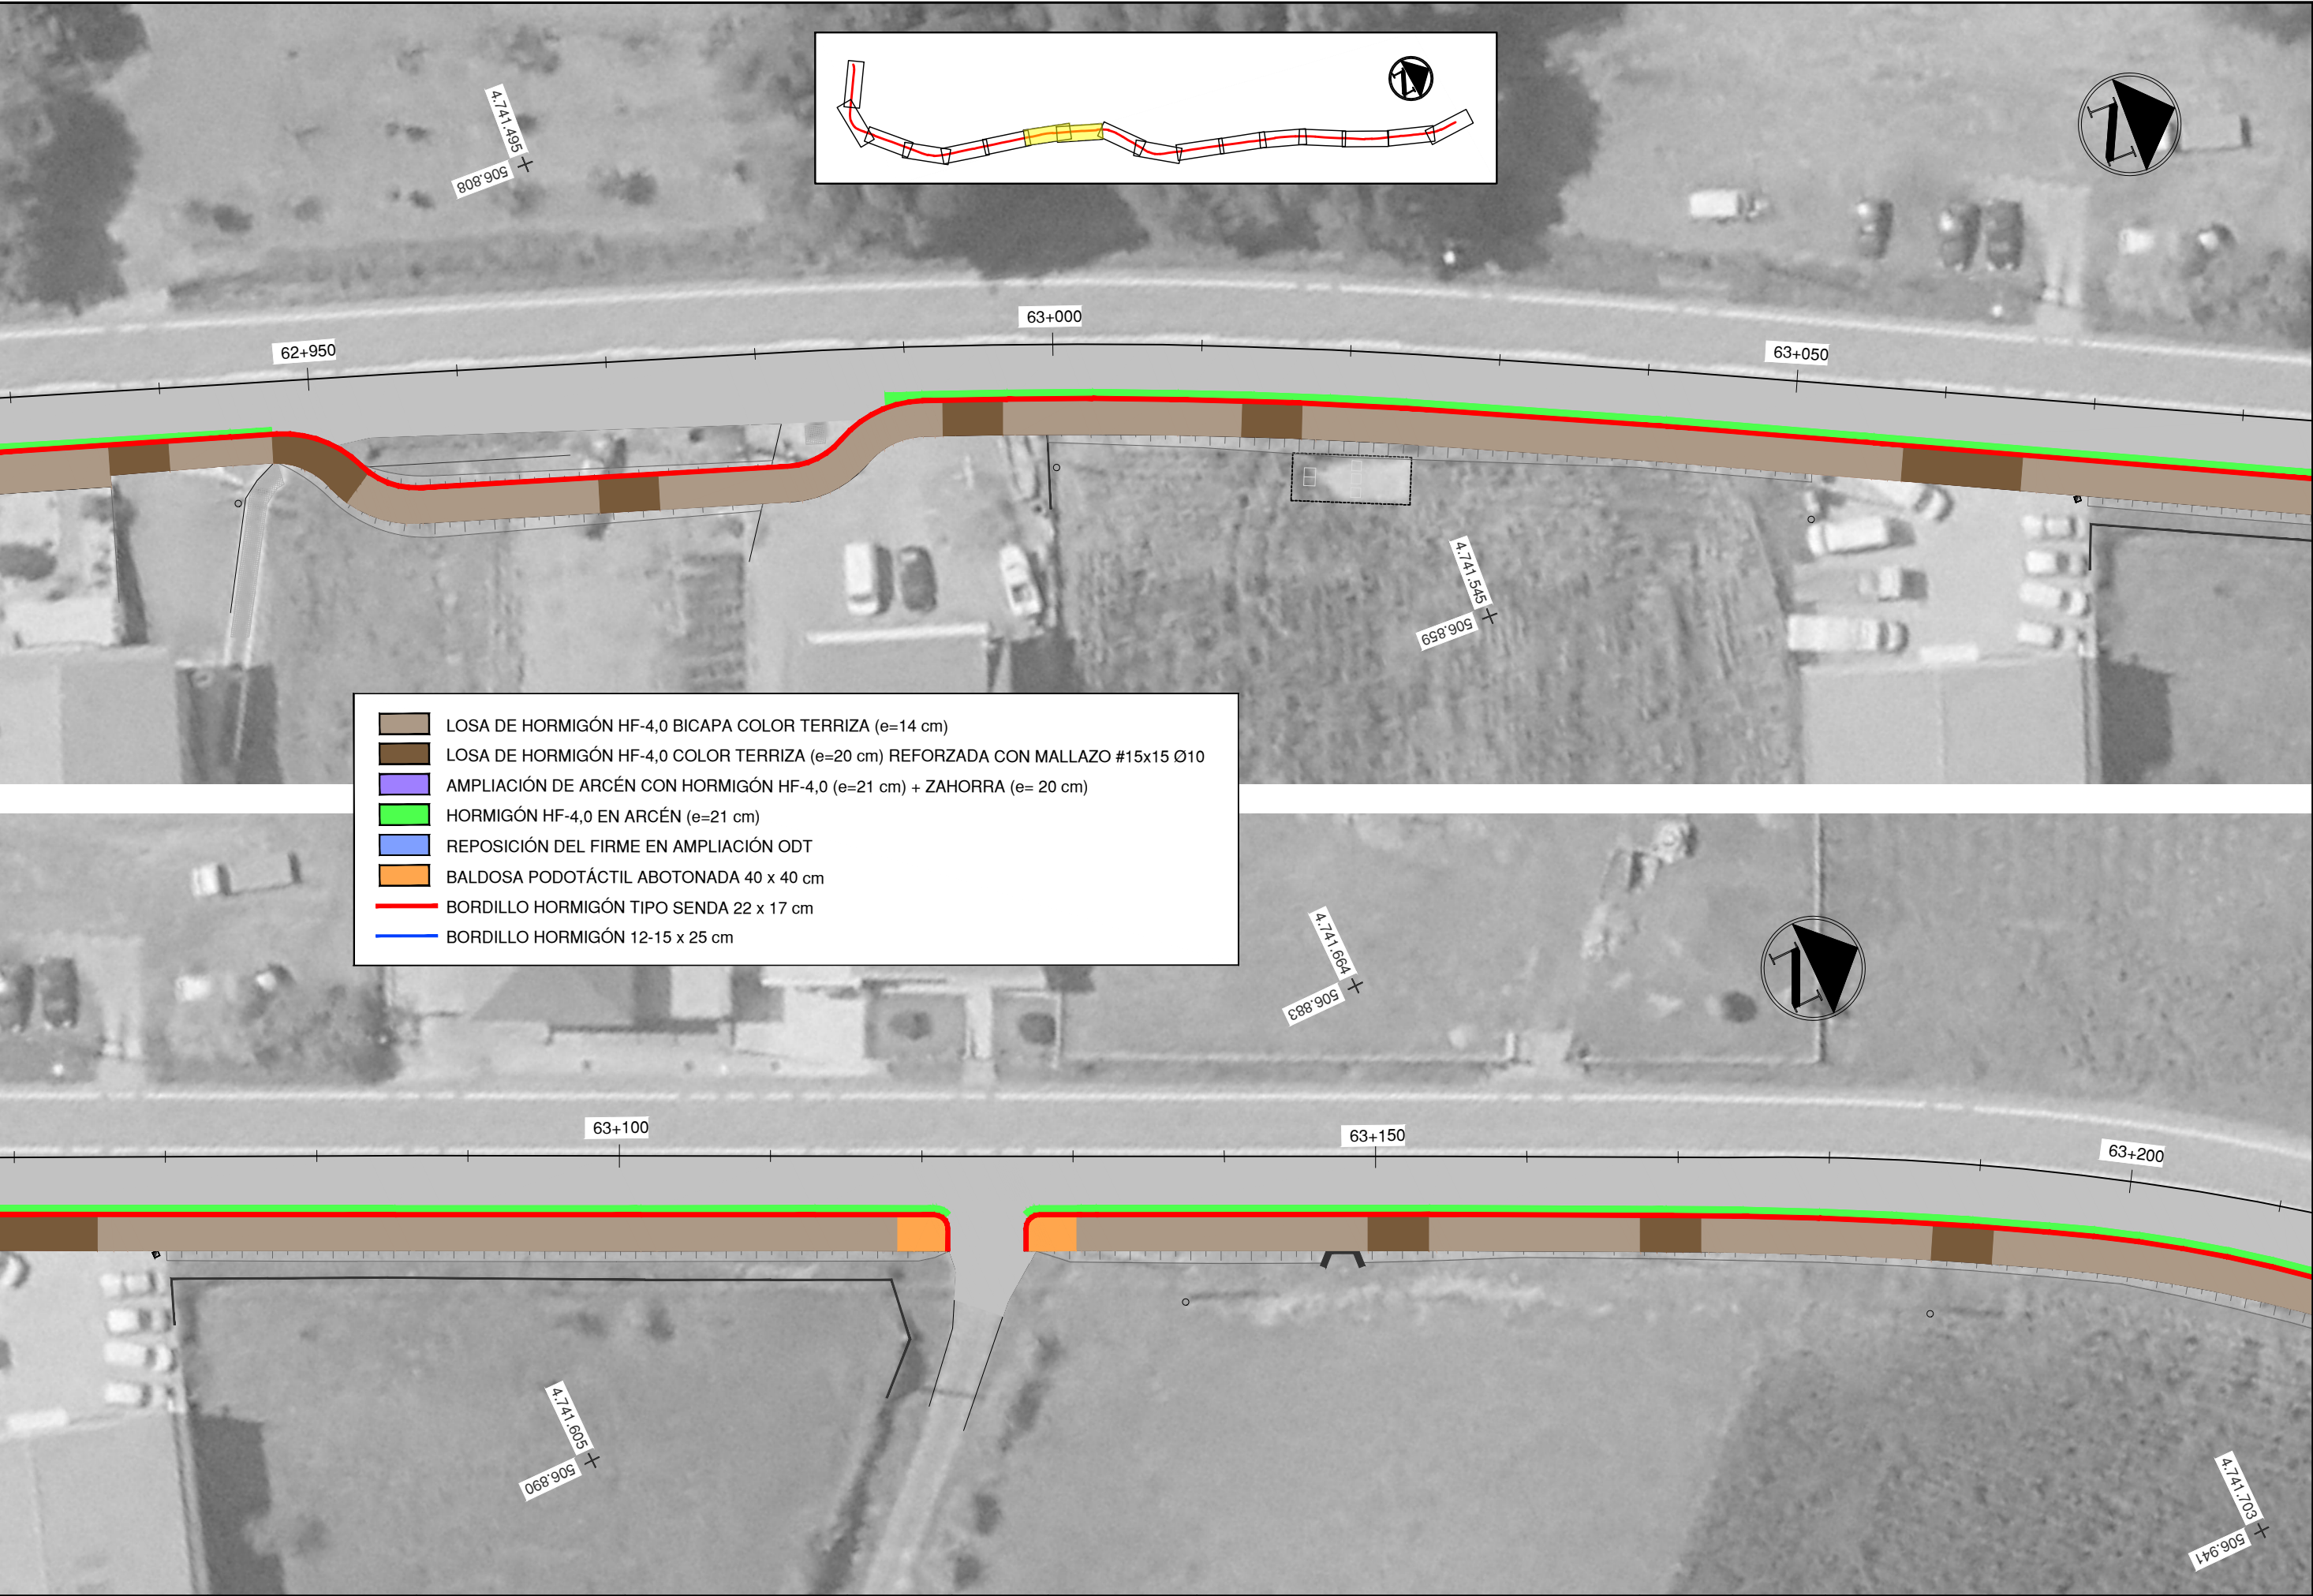 4.741.495
506.808
63+000
62+950
63+050
4.741.545
506.859
LOSA DE HORMIGÓN HF-4,0 BICAPA COLOR TERRIZA (e=14 cm)
LOSA DE HORMIGÓN HF-4,0 COLOR TERRIZA (e=20 cm) REFORZADA CON MALLAZO #15x15 Ø10
AMPLIACIÓN DE ARCÉN CON HORMIGÓN HF-4,0 (e=21 cm) + ZAHORRA (e= 20 cm)
HORMIGÓN HF-4,0 EN ARCÉN (e=21 cm)
REPOSICIÓN DEL FIRME EN AMPLIACIÓN ODT
BALDOSA PODOTÁCTIL ABOTONADA 40 x 40 cm
BORDILLO HORMIGÓN TIPO SENDA 22 x 17 cm
BORDILLO HORMIGÓN 12-15 x 25 cm
4.741.664
506.883
63+100
63+150
63+200
4.741.605
506.890
4.741.703
506.941